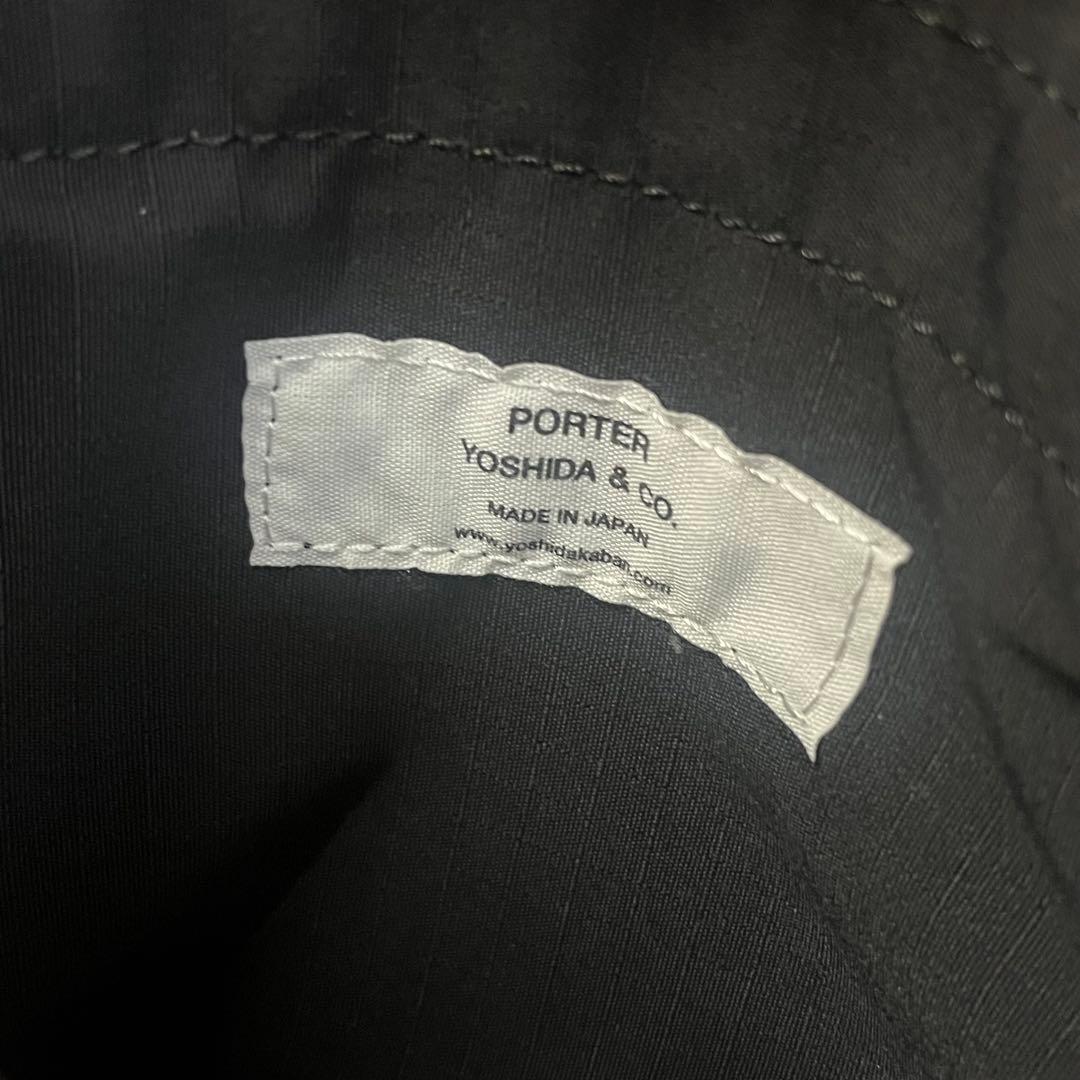 PORTER
YOSHIDA & CO.
MADE IN JAPAN
www.yoshidakaban.com